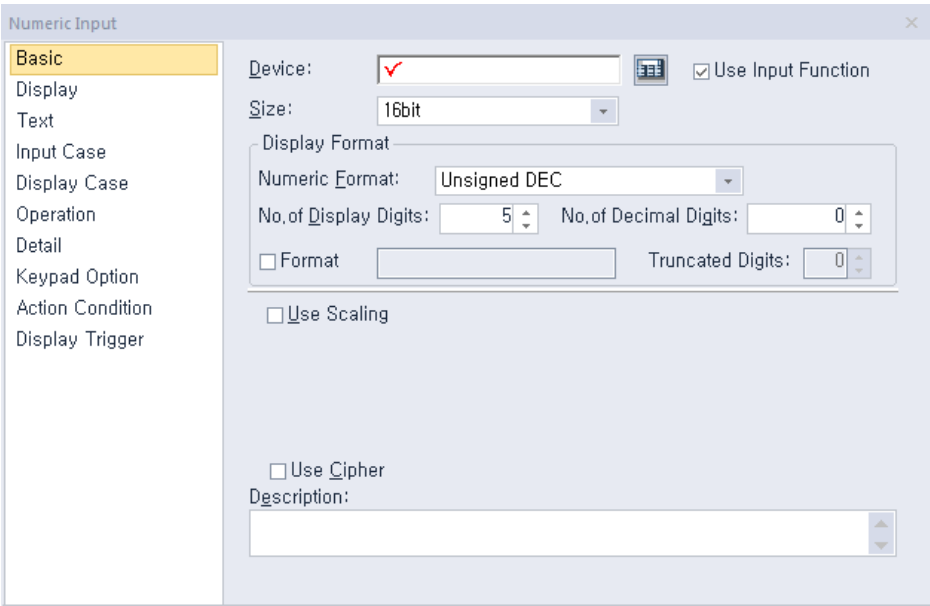 Numeric Input
Basic
Display
Text
Input Case
Display Case
Operation
Detail
Keypad Option
Action Condition
Display Trigger
Device: Use Input Function
Size: 16bit
Display Format
Numeric Format: Unsigned DEC
No,of Display Digits: 5 No,of Decimal Digits: 0
Format Truncated Digits: 0
Use Scaling
Use Cipher
Description: